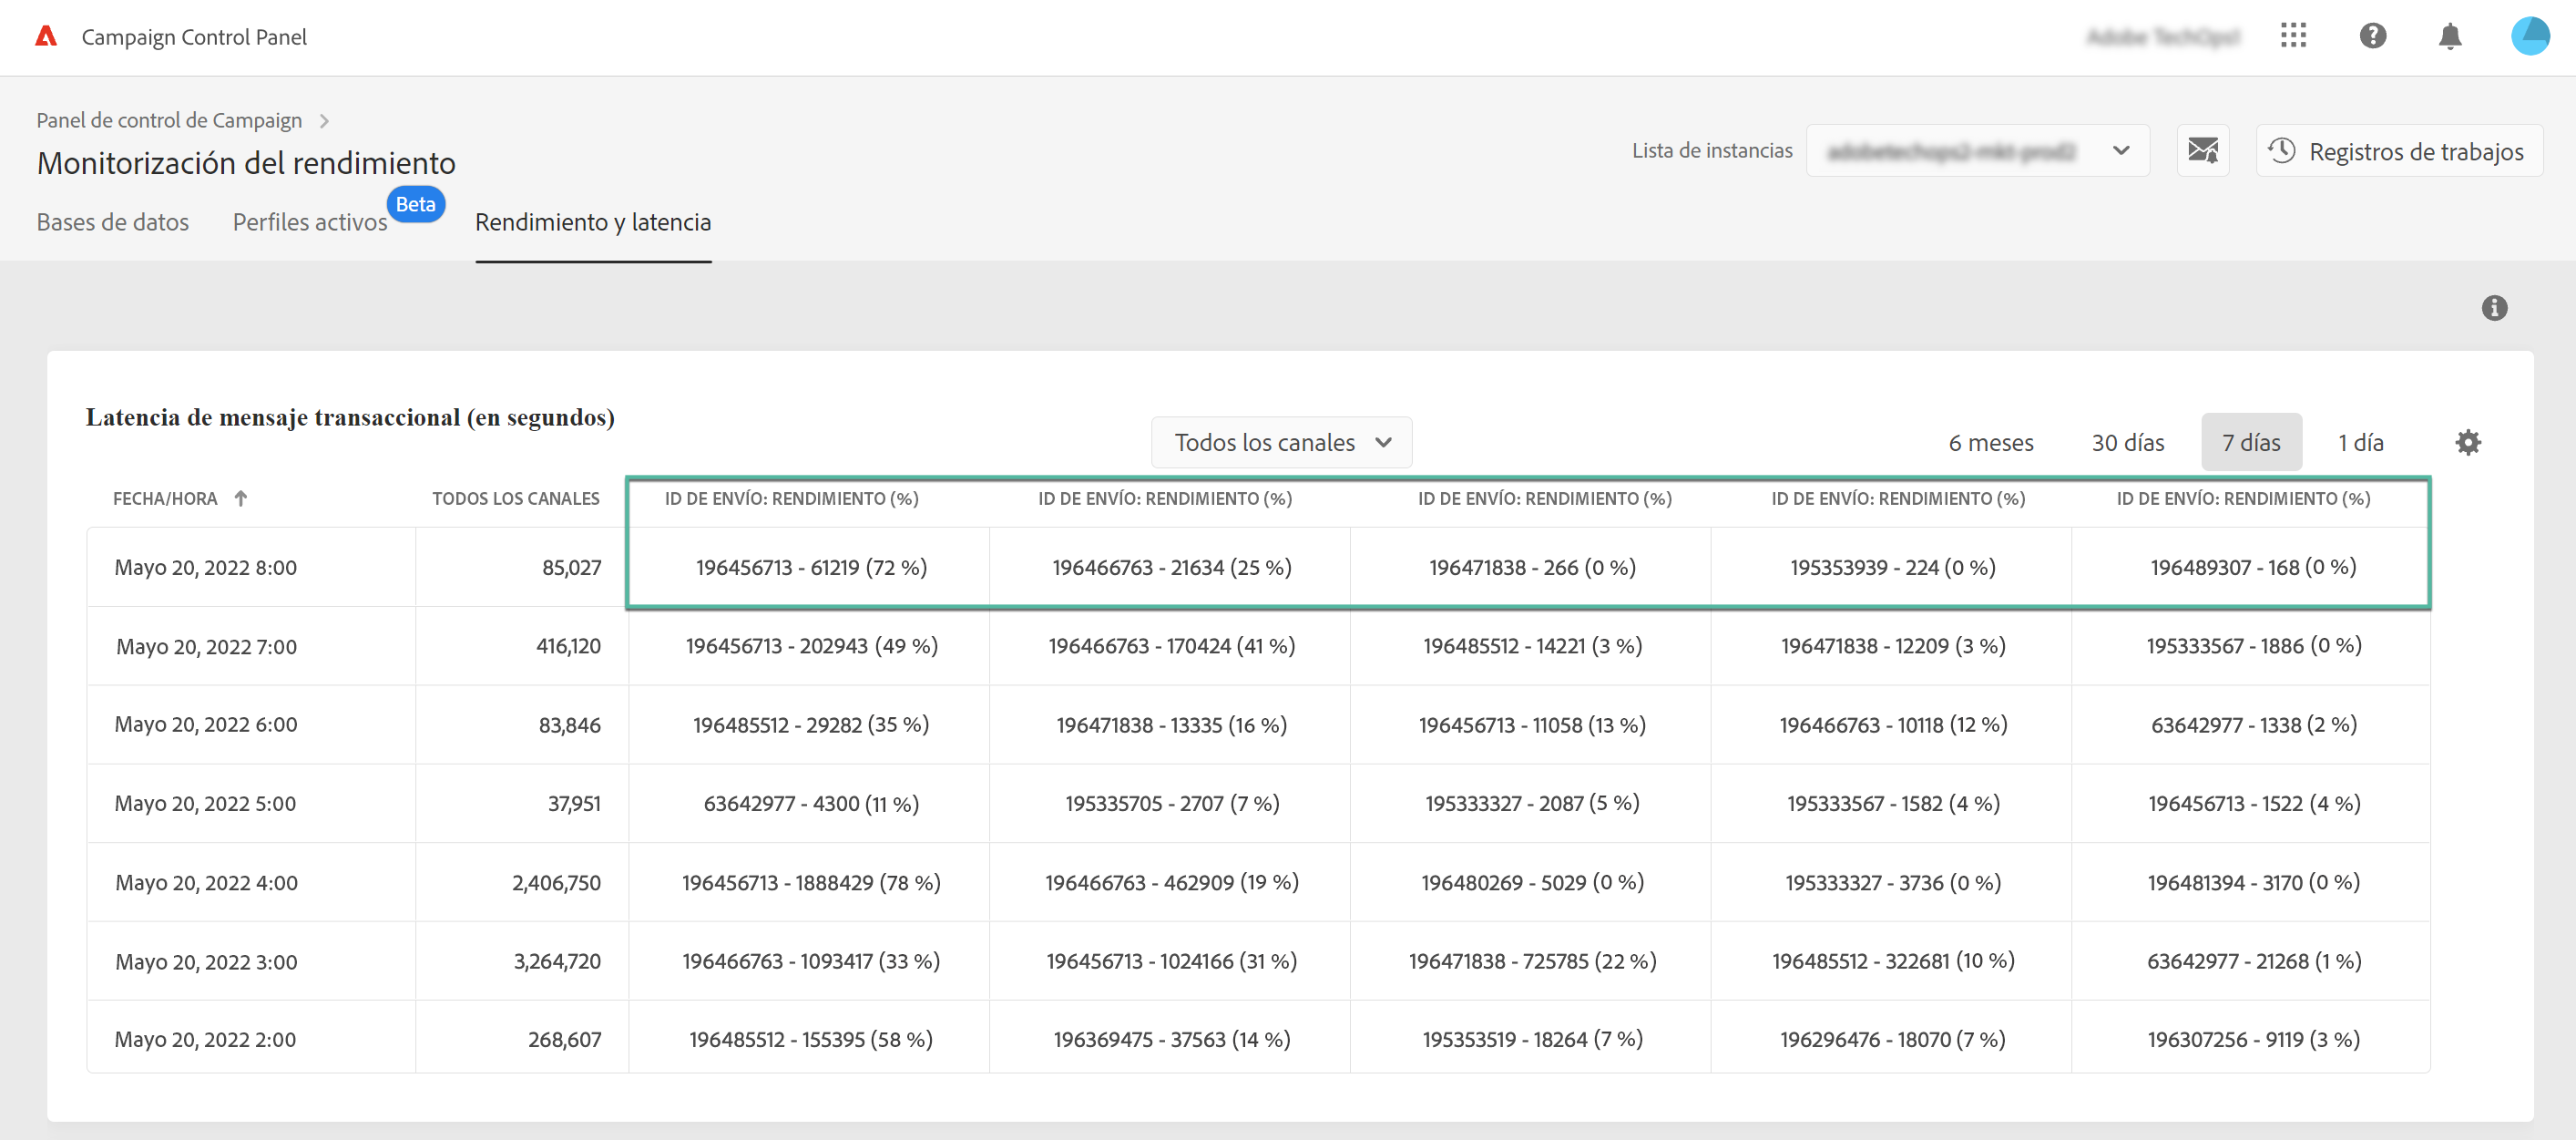 Campaign Control Panel
Panel de control de Campaign
Monitorización del rendimiento
Lista de instancias
Registros de trabajos
Bases de datos Perfiles activos Beta Rendimiento y latencia
Latencia de mensaje transaccional (en segundos)
Todos los canales 6 meses 30 días 7 días 1 día
FECHA/HORA TODOS LOS CANALES ID DE ENVÍO: RENDIMIENTO (%) ID DE ENVÍO: RENDIMIENTO (%) ID DE ENVÍO: RENDIMIENTO (%) ID DE ENVÍO: RENDIMIENTO (%) ID DE ENVÍO: RENDIMIENTO (%)
Mayo 20, 2022 8:00 85,027 196456713 - 61219 (72 %) 196466763 - 21634 (25 %) 196471838 - 266 (0 %) 195353939 - 224 (0 %) 196489307 - 168 (0 %)
Mayo 20, 2022 7:00 416,120 196456713 - 202943 (49 %) 196466763 - 170424 (41 %) 196485512 - 14221 (3 %) 196471838 - 12209 (3 %) 195333567 - 1886 (0 %)
Mayo 20, 2022 6:00 83,846 196485512 - 29282 (35 %) 196471838 - 13335 (16 %) 196456713 - 11058 (13 %) 196466763 - 10118 (12 %) 63642977 - 1338 (2 %)
Mayo 20, 2022 5:00 37,951 63642977 - 4300 (11 %) 195335705 - 2707 (7 %) 195333327 - 2087 (5 %) 195333567 - 1582 (4 %) 196456713 - 1522 (4 %)
Mayo 20, 2022 4:00 2,406,750 196456713 - 1888429 (78 %) 196466763 - 462909 (19 %) 196480269 - 5029 (0 %) 195333327 - 3736 (0 %) 196481394 - 3170 (0 %)
Mayo 20, 2022 3:00 3,264,720 196466763 - 1093417 (33 %) 196456713 - 1024166 (31 %) 196471838 - 725785 (22 %) 196485512 - 322681 (10 %) 63642977 - 21268 (1 %)
Mayo 20, 2022 2:00 268,607 196485512 - 155395 (58 %) 196369475 - 37563 (14 %) 195353519 - 18264 (7 %) 196296476 - 18070 (7 %) 196307256 - 9119 (3 %)